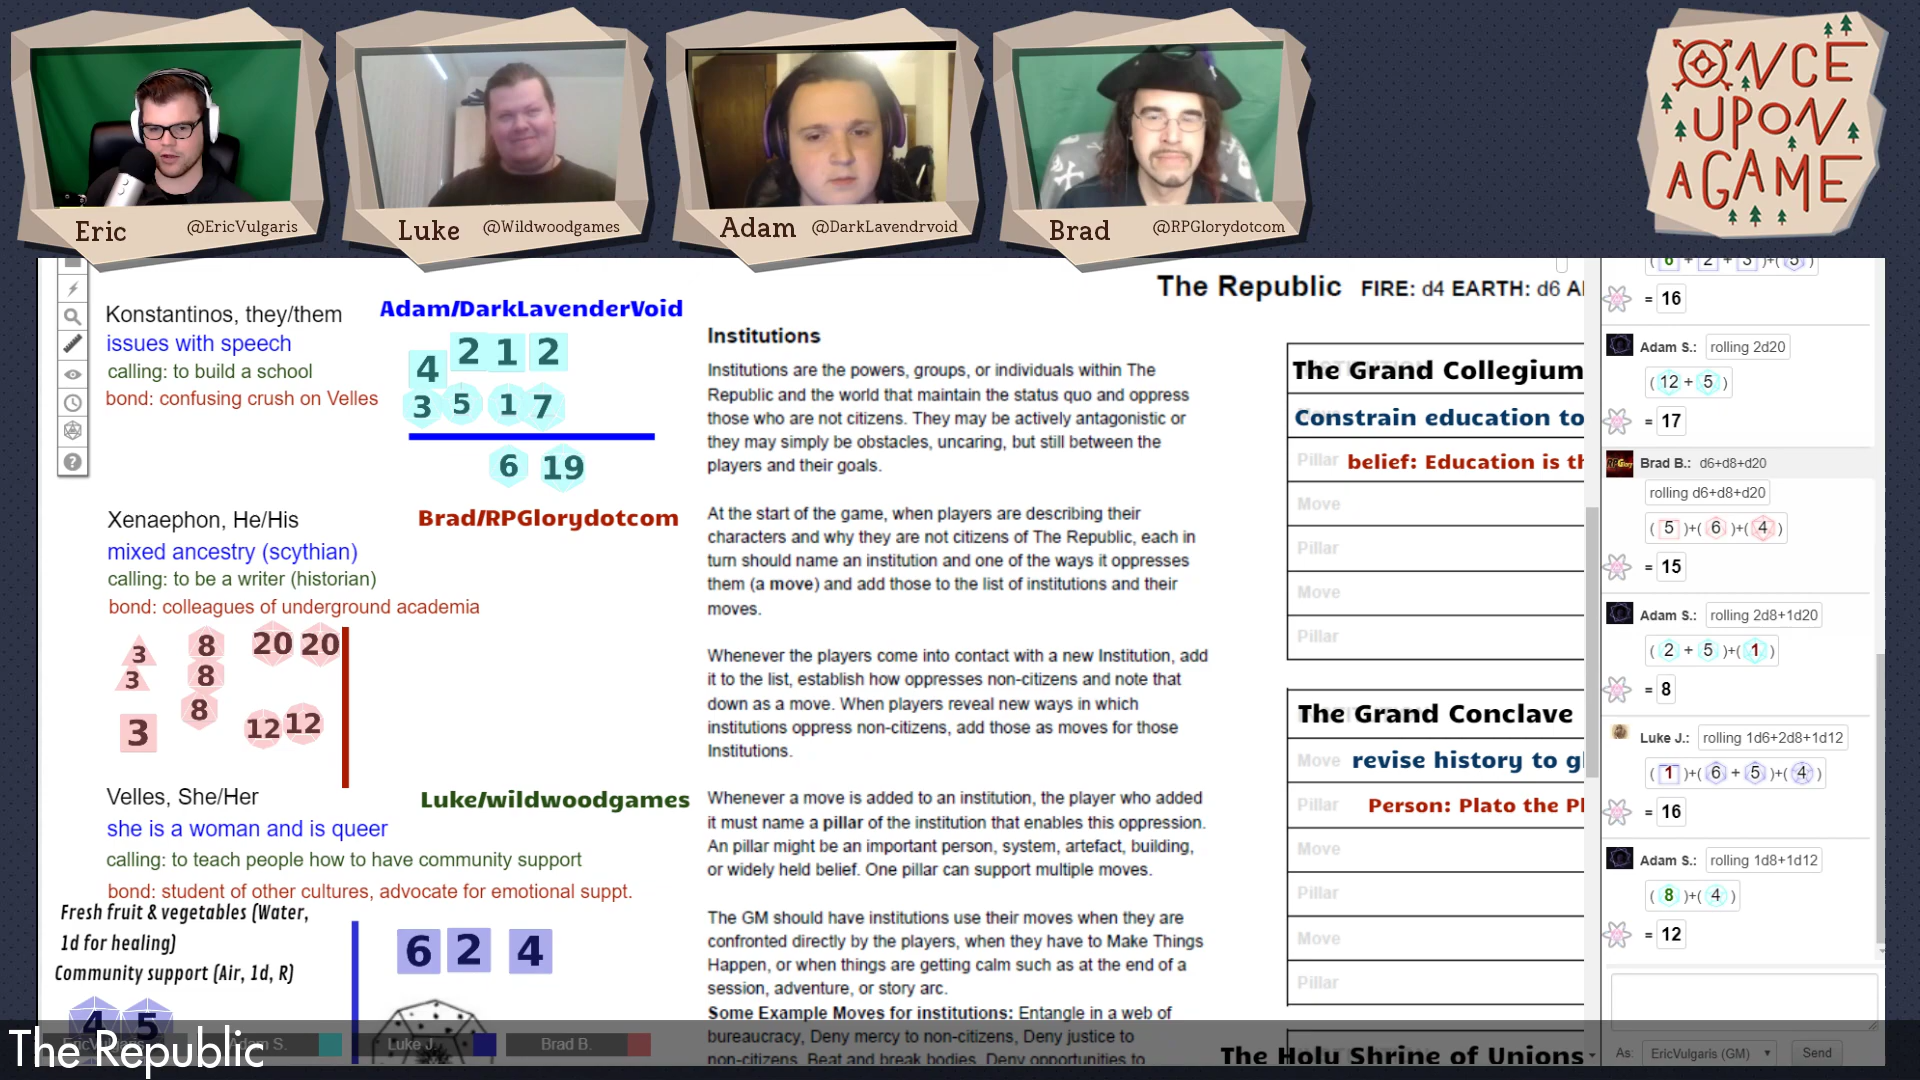 Eric @EricVulgaris
Luke @Wildwoodgames
Adam @DarkLavendrvoid
Brad @RPGlorydotcom
ONCE
UPON
A GAME
Konstantinos, they/them
issues with speech
calling: to build a school
bond: confusing crush on Velles
Adam/DarkLavenderVoid
4 2 1 2
3 5 1 7
6 19
Xenaephon, He/His
mixed ancestry (scythian)
calling: to be a writer (historian)
bond: colleagues of underground academia
Brad/RPGlorydotcom
3 8 20 20
3 8
8
3 12 12
Velles, She/Her
she is a woman and is queer
calling: to teach people how to have community support
bond: student of other cultures, advocate for emotional suppt.
Luke/wildwoodgames
Fresh fruit & vegetables (Water,
1d for healing)
Community support (Air, 1d, R)
6 2 4
4 5
The Republic FIRE: d4 EARTH: d6 AI
Institutions
Institutions are the powers, groups, or individuals within The
Republic and the world that maintain the status quo and oppress
those who are not citizens. They may be actively antagonistic or
they may simply be obstacles, uncaring, but still between the
players and their goals.
At the start of the game, when players are describing their
characters and why they are not citizens of The Republic, each in
turn should name an institution and one of the ways it oppresses
them (a move) and add those to the list of institutions and their
moves.
Whenever the players come into contact with a new Institution, add
it to the list, establish how oppresses non-citizens and note that
down as a move. When players reveal new ways in which
institutions oppress non-citizens, add those as moves for those
Institutions.
Whenever a move is added to an institution, the player who added
it must name a pillar of the institution that enables this oppression.
An pillar might be an important person, system, artefact, building,
or widely held belief. One pillar can support multiple moves.
The GM should have institutions use their moves when they are
confronted directly by the players, when they have to Make Things
Happen, or when things are getting calm such as at the end of a
session, adventure, or story arc.
Some Example Moves for institutions: Entangle in a web of
bureaucracy, Deny mercy to non-citizens, Deny justice to
non-citizens, Beat and break bodies, Deny opportunities to
The Grand Collegium
Constrain education to
Pillar belief: Education is th
Move
Pillar
Move
Pillar
The Grand Conclave
Move revise history to gl
Pillar Person: Plato the Pl
Move
Pillar
Move
Pillar
The Holy Shrine of Unions
( 6 + 2 + 3 )+( 5 )
= 16
Adam S.: rolling 2d20
( 12 + 5 )
= 17
Brad B.: d6+d8+d20
rolling d6+d8+d20
( 5 )+( 6 )+( 4 )
= 15
Adam S.: rolling 2d8+1d20
( 2 + 5 )+( 1 )
= 8
Luke J.: rolling 1d6+2d8+1d12
( 1 )+( 6 + 5 )+( 4 )
= 16
Adam S.: rolling 1d8+1d12
( 8 )+( 4 )
= 12
As: EricVulgaris (GM) Send
EricVulgaris Adam S. Luke J. Brad B.
The Republic